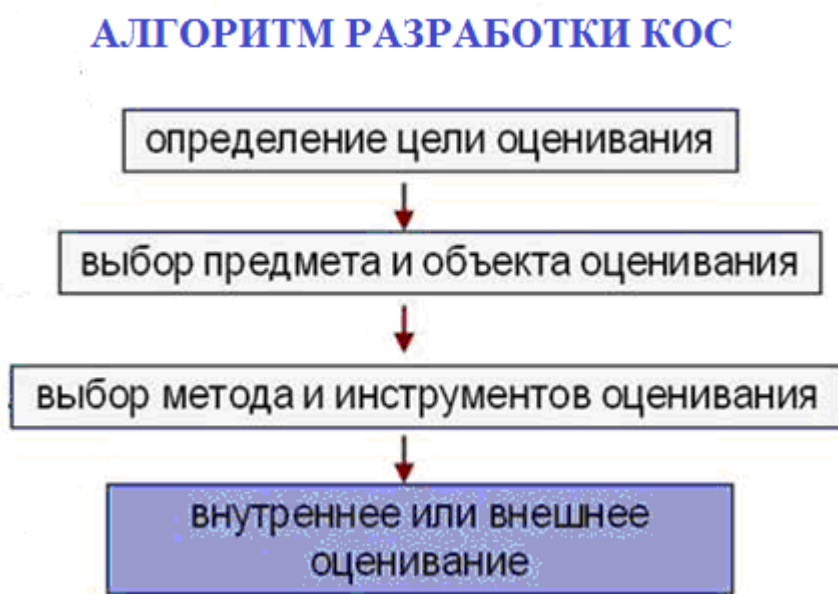 АЛГОРИТМ РАЗРАБОТКИ КОС
определение цели оценивания
выбор предмета и объекта оценивания
выбор метода и инструментов оценивания
внутреннее или внешнее
оценивание